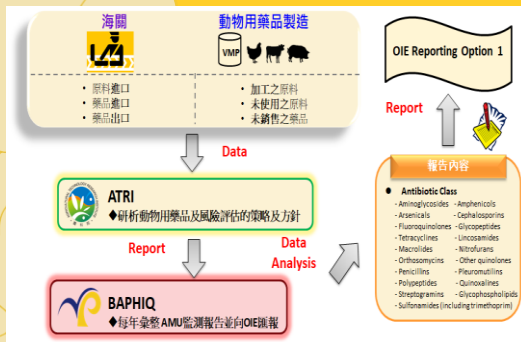 海關
動物用藥品製造
VMP
• 原料進口
• 藥品進口
• 藥品出口
• 加工之原料
• 未使用之原料
• 未銷售之藥品
Data
ATRI
◆研析動物用藥品及風險評估的策略及方針
Report
Data
Analysis
BAPHIQ
◆每年彙整AMU監測報告並向OIE匯報
OIE Reporting Option 1
Report
報告內容
● Antibiotic Class
- Aminoglycosides - Amphenicols
- Arsenicals - Cephalosporins
- Fluoroquinolones - Glycopeptides
- Tetracyclines - Lincosamides
- Macrolides - Nitrofurans
- Orthosomycins - Other quinolones
- Penicillins - Pleuromutilins
- Polypeptides - Quinoxalines
- Streptogramins - Glycophospholipids
- Sulfonamides (including trimethoprim)